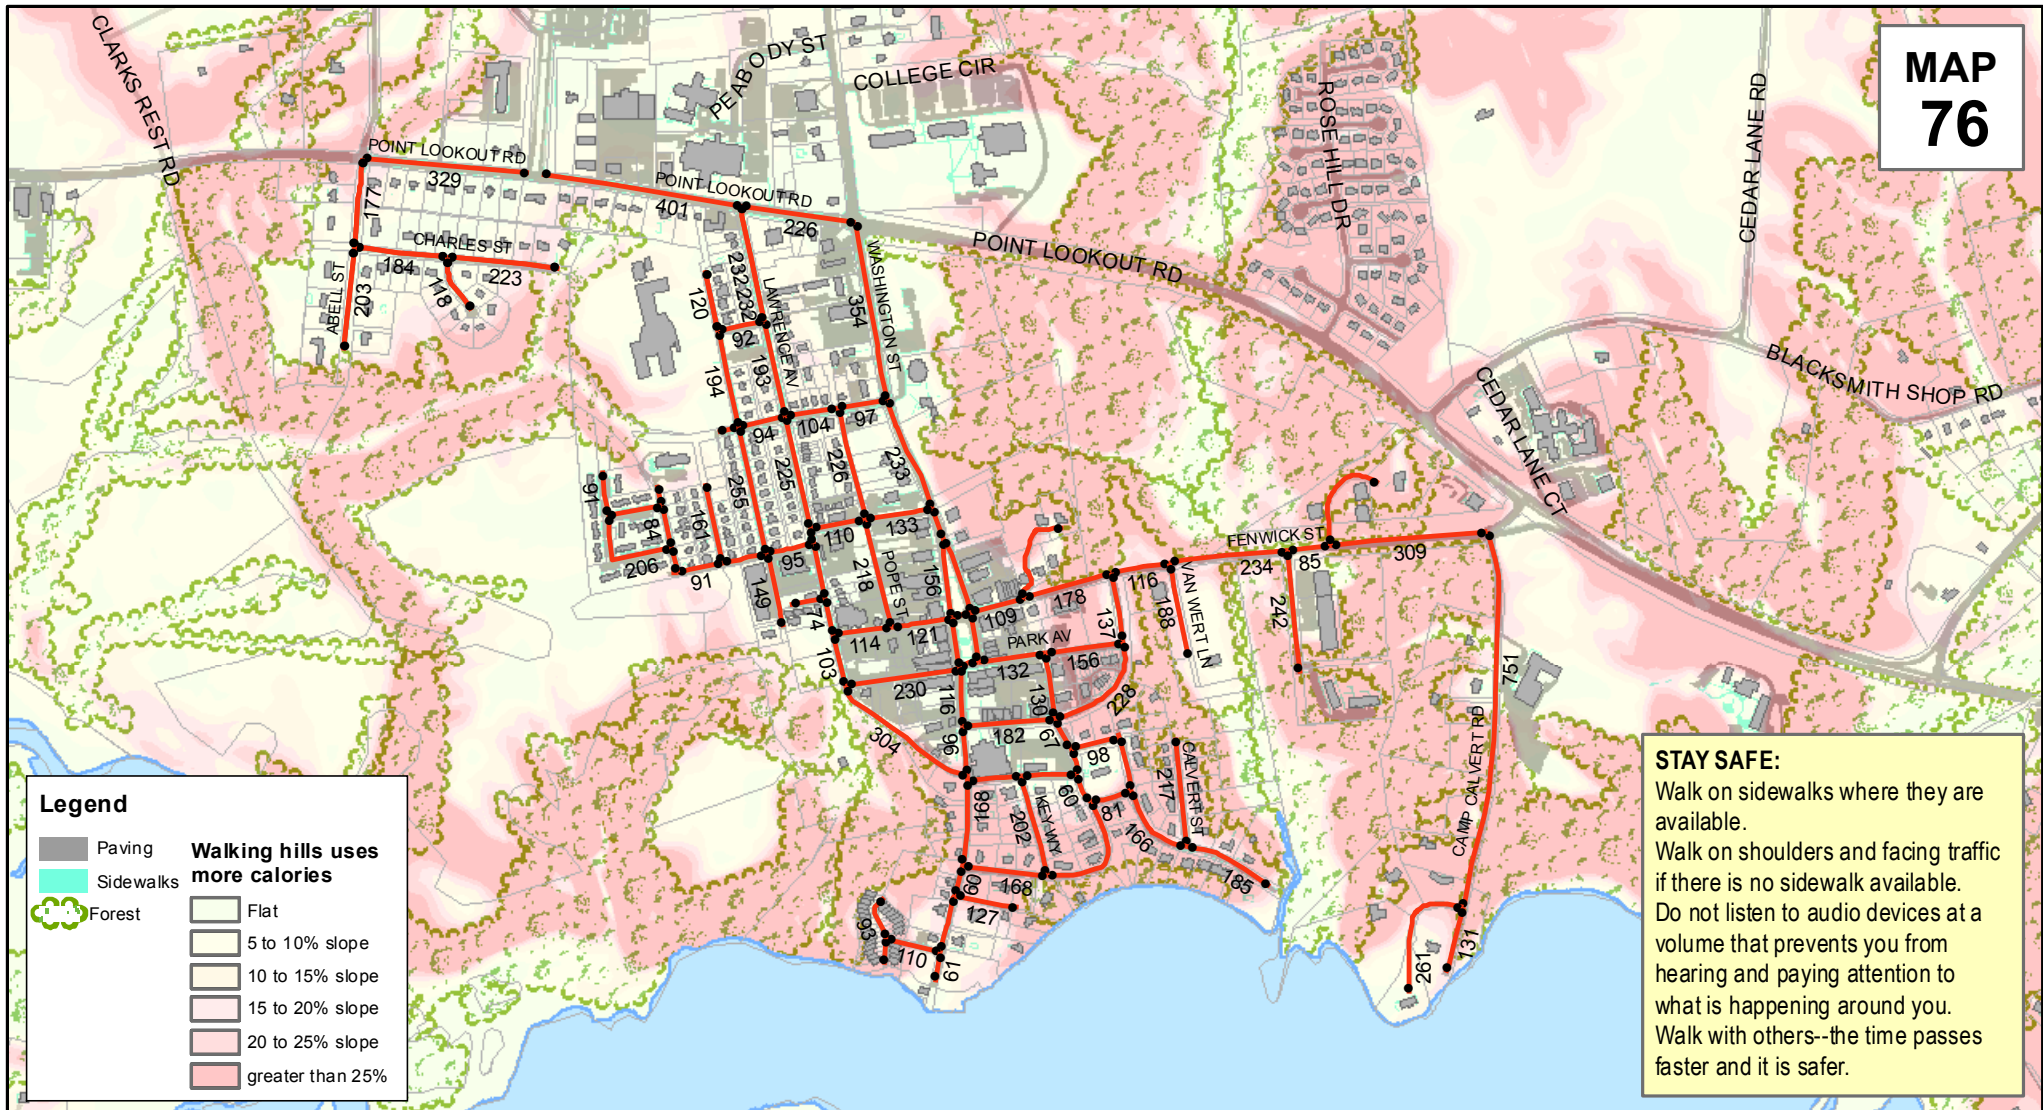 MAP
76
CLARKS REST RD
PEABODY ST
COLLEGE CIR
ROSE HILL DR
CEDAR LANE RD
POINT LOOKOUT RD
329
177
POINT LOOKOUT RD
401
226
POINT LOOKOUT RD
CHARLES ST
184
223
118
ABELL ST
203
232
232
120
92
LAWRENCE AV
193
194
WASHINGTON ST
354
BLACKSMITH SHOP RD
CEDAR LANE CT
94
104
97
225
226
233
255
91
84
161
206
91
95
110
133
149
74
218
POPE ST
156
109
178
116
FENWICK ST
234
85
309
VAN WERT LN
188
242
137
114
121
PARK AV
132
156
103
230
116
130
228
304
96
182
67
98
217
CALVERT ST
751
CAMP CALVERT RD
168
202
KEY WY
60
81
166
185
60
168
127
93
110
61
261
131
STAY SAFE:
Walk on sidewalks where they are
available.
Walk on shoulders and facing traffic
if there is no sidewalk available.
Do not listen to audio devices at a
volume that prevents you from
hearing and paying attention to
what is happening around you.
Walk with others--the time passes
faster and it is safer.
Legend
Paving
Sidewalks
Forest
Walking hills uses
more calories
Flat
5 to 10% slope
10 to 15% slope
15 to 20% slope
20 to 25% slope
greater than 25%